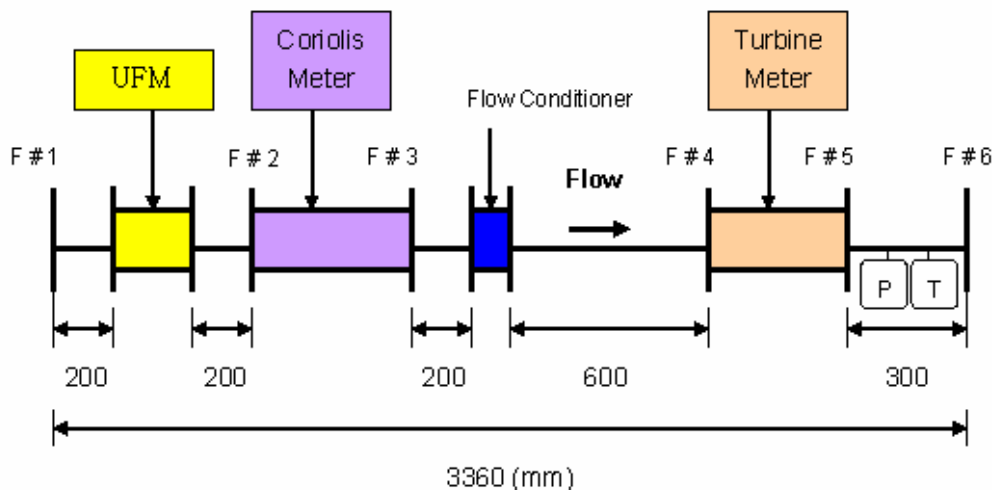 UFM
Coriolis
Meter
Turbine
Meter
Flow Conditioner
F # 1
F # 2
F # 3
Flow
F # 4
F # 5
F # 6
P
T
200
200
200
600
300
3360 (mm)